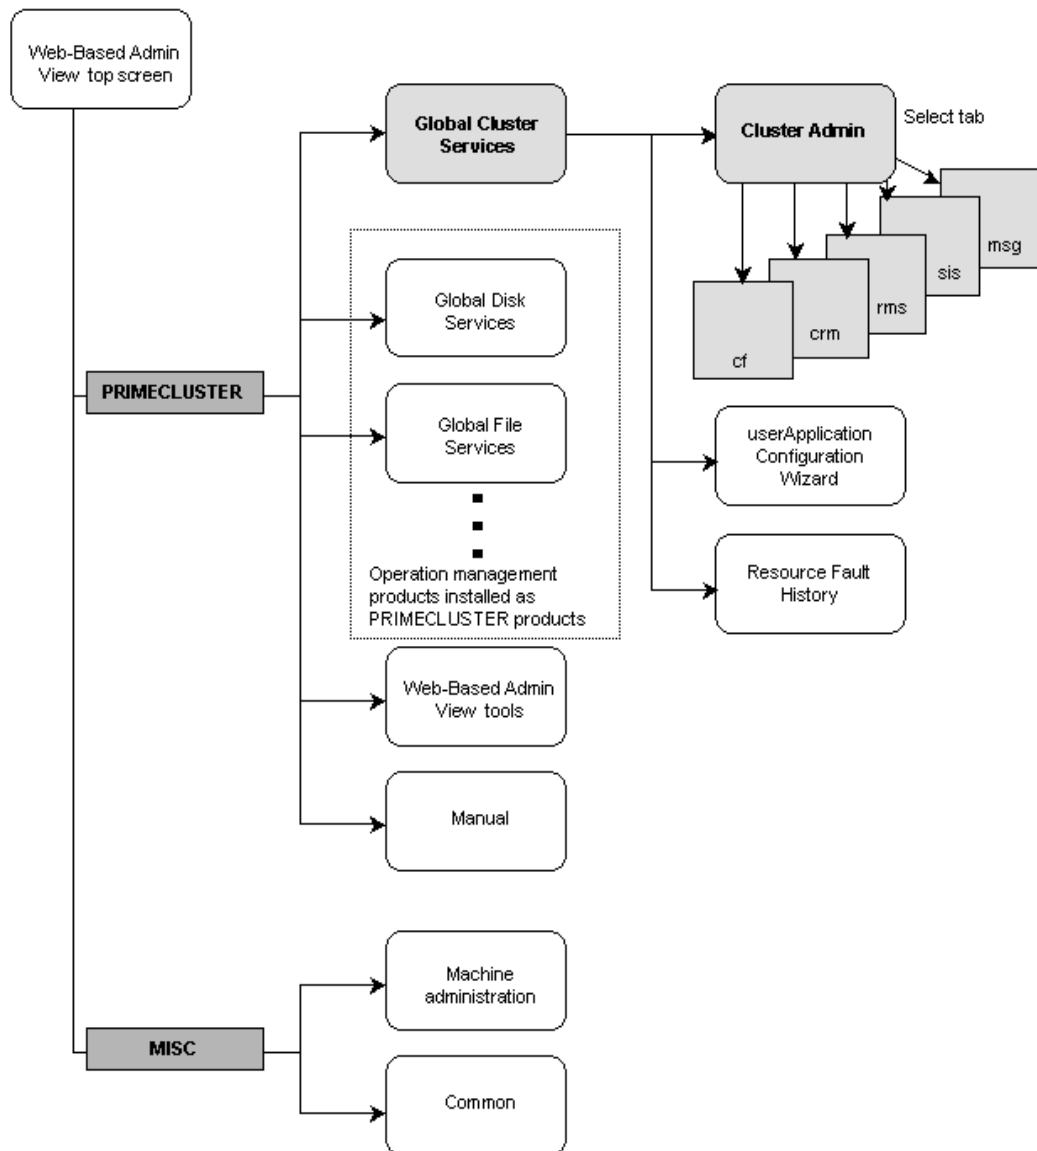 Web-Based Admin
View top screen
Global Cluster
Services
Cluster Admin
Select tab
msg
sis
rms
crm
cf
Global Disk
Services
PRIMECLUSTER
Global File
Services
userApplication
Configuration
Wizard
Operation management
products installed as
PRIMECLUSTER products
Resource Fault
History
Web-Based Admin
View tools
Manual
Machine
administration
MISC
Common